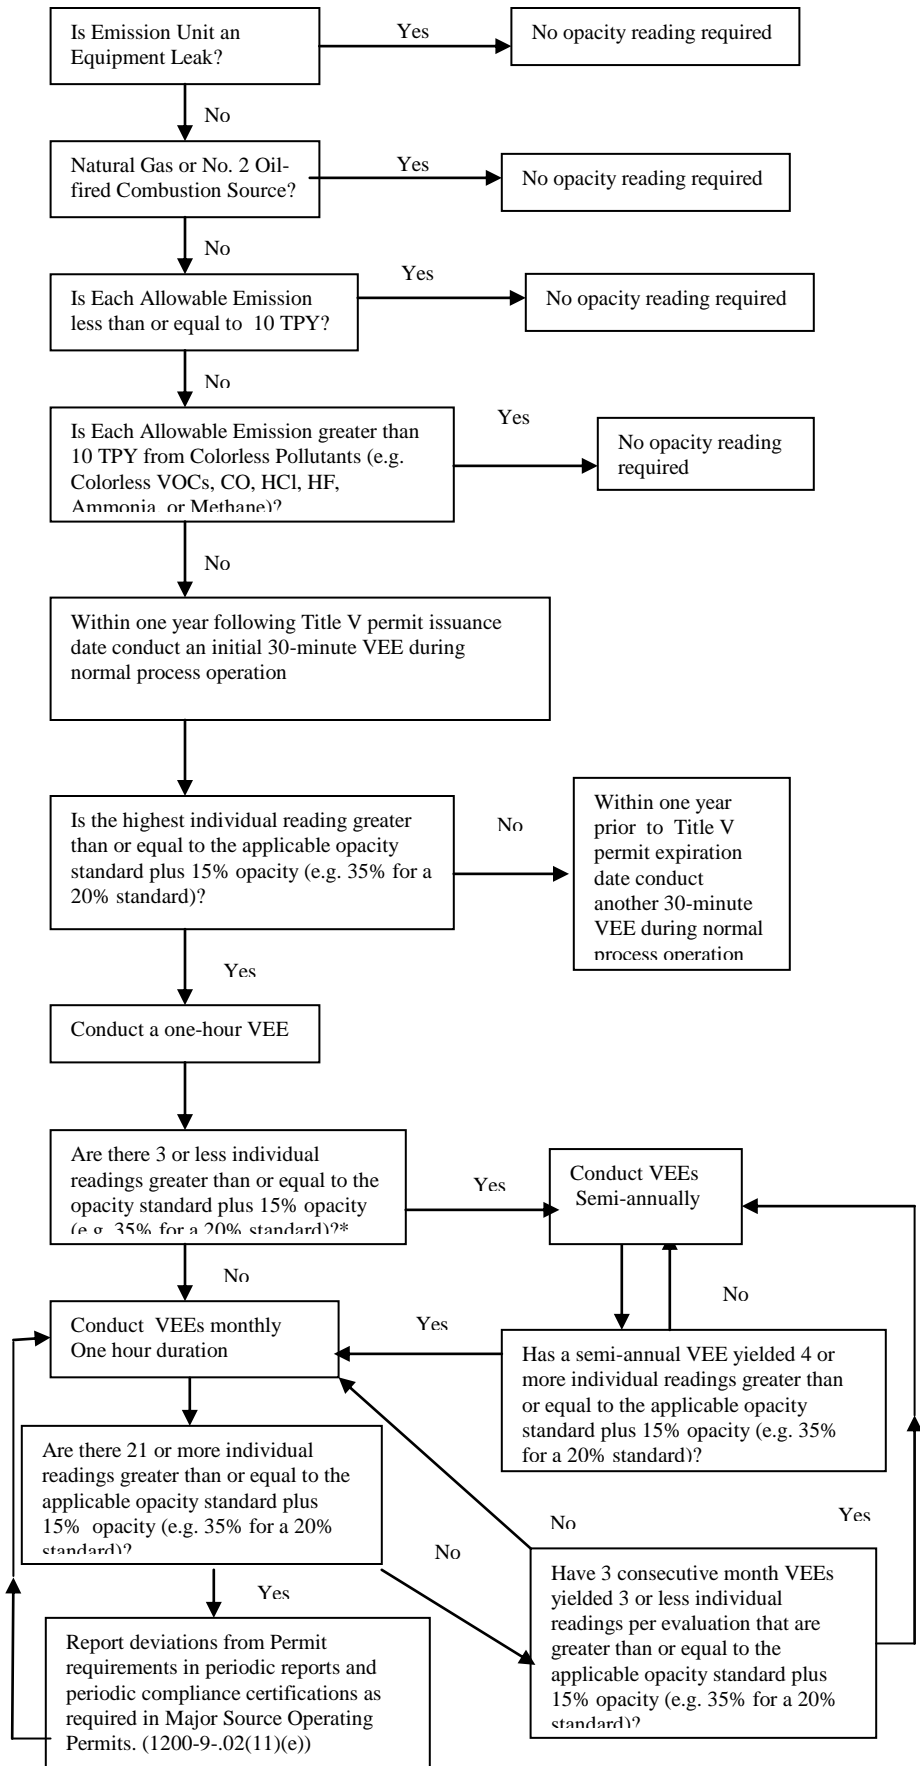 Is Emission Unit an
Equipment Leak?
Yes
No opacity reading required
No
Natural Gas or No. 2 Oil-
fired Combustion Source?
Yes
No opacity reading required
No
Is Each Allowable Emission
less than or equal to 10 TPY?
Yes
No opacity reading required
No
Is Each Allowable Emission greater than
10 TPY from Colorless Pollutants (e.g.
Colorless VOCs, CO, HCl, HF,
Ammonia, or Methane)?
Yes
No opacity reading
required
No
Within one year following Title V permit issuance
date conduct an initial 30-minute VEE during
normal process operation
Is the highest individual reading greater
than or equal to the applicable opacity
standard plus 15% opacity (e.g. 35% for a
20% standard)?
No
Within one year
prior to Title V
permit expiration
date conduct
another 30-minute
VEE during normal
process operation
Yes
Conduct a one-hour VEE
Are there 3 or less individual
readings greater than or equal to the
opacity standard plus 15% opacity
(e.g. 35% for a 20% standard)?*
Yes
Conduct VEEs
Semi-annually
No
No
Conduct VEEs monthly
One hour duration
Yes
Has a semi-annual VEE yielded 4 or
more individual readings greater than
or equal to the applicable opacity
standard plus 15% opacity (e.g. 35%
for a 20% standard)?
Are there 21 or more individual
readings greater than or equal to the
applicable opacity standard plus
15% opacity (e.g. 35% for a 20%
standard)?
No
No
Yes
Have 3 consecutive month VEEs
yielded 3 or less individual
readings per evaluation that are
greater than or equal to the
applicable opacity standard plus
15% opacity (e.g. 35% for a 20%
standard)?
Yes
Report deviations from Permit
requirements in periodic reports and
periodic compliance certifications as
required in Major Source Operating
Permits. (1200-9-.02(11)(e))